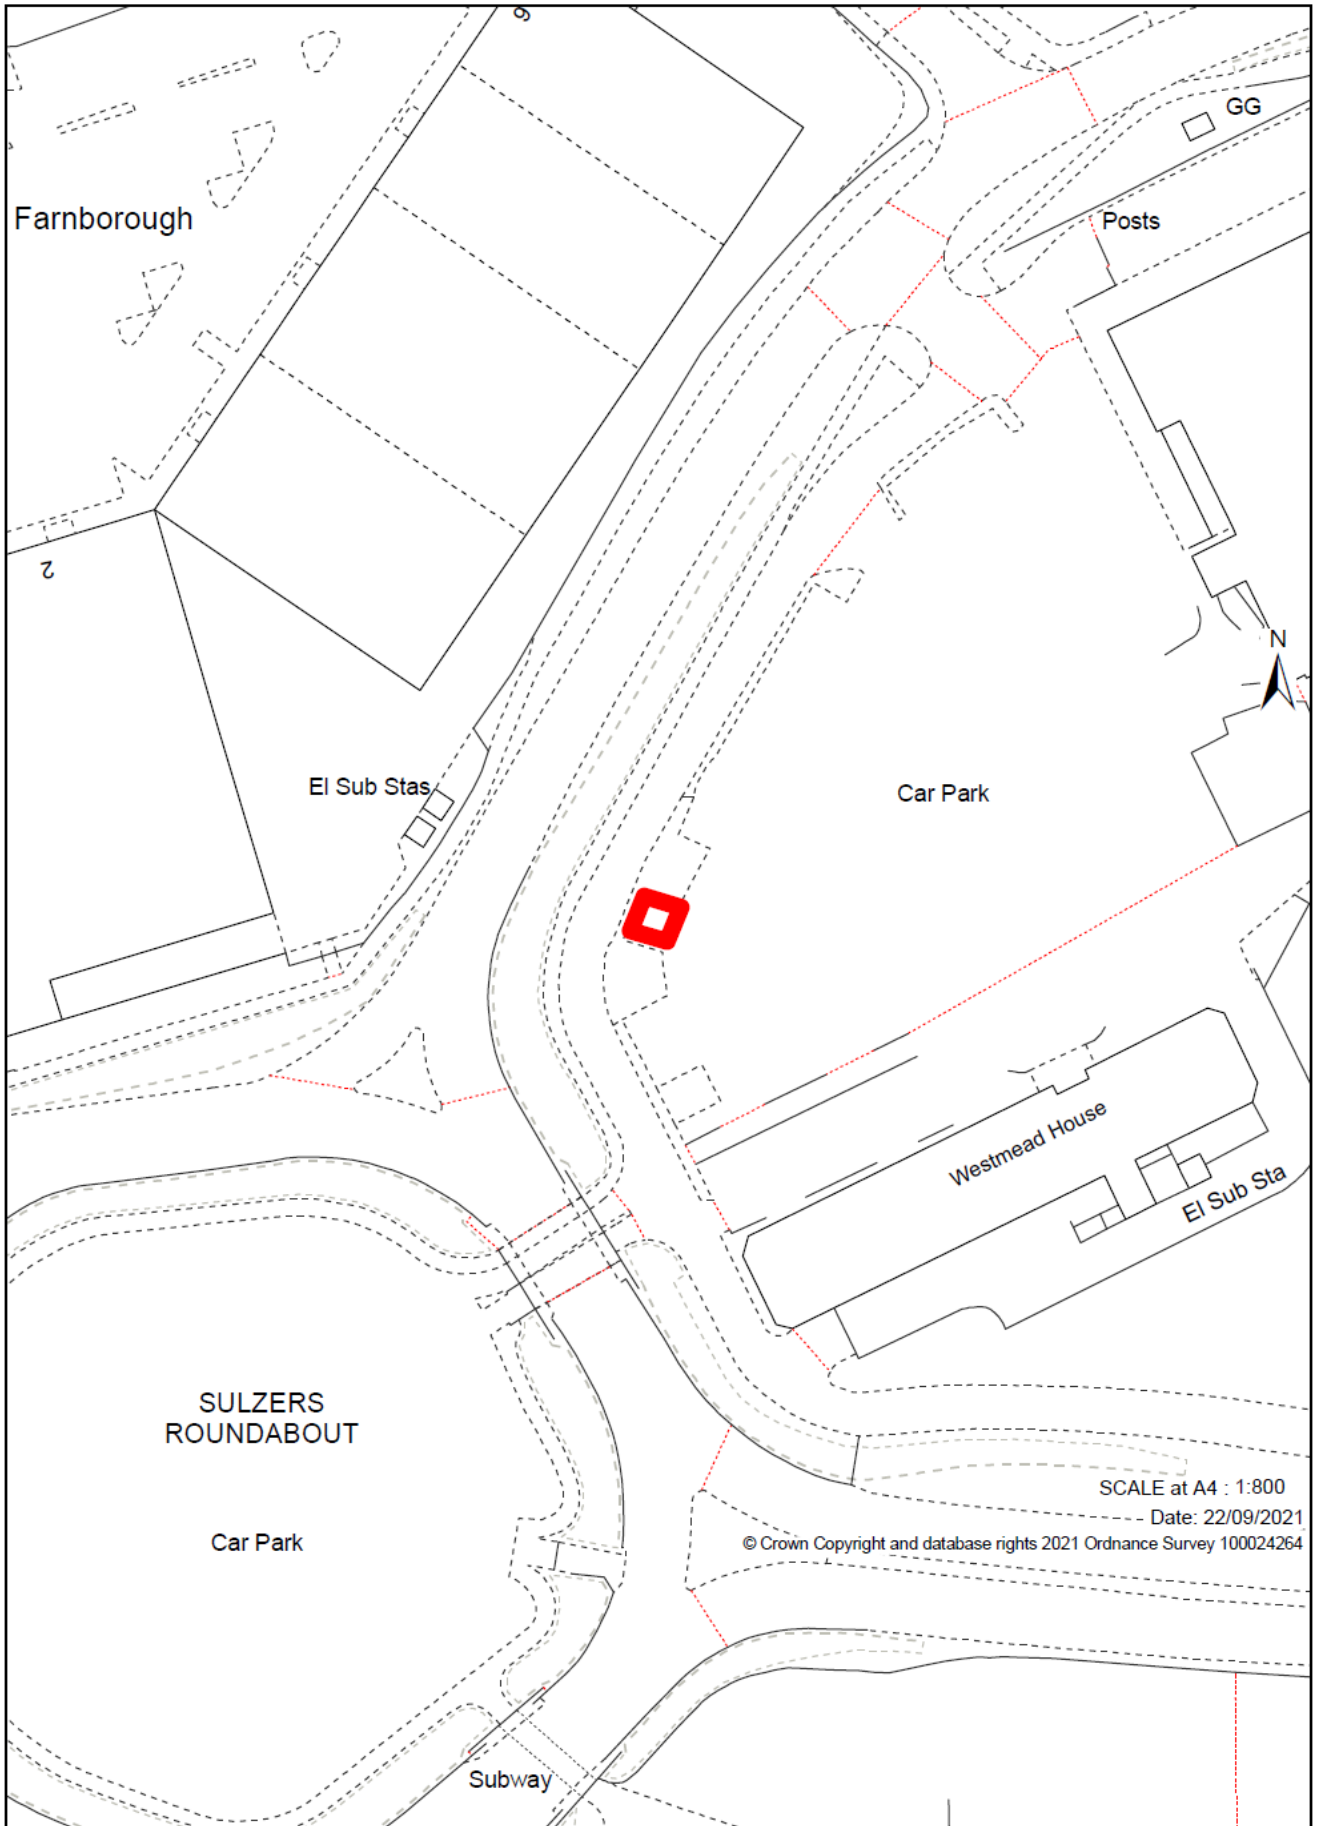 6
GG
Farnborough
Posts
2
N
El Sub Stas
Car Park
Westmead House
El Sub Sta
SULZERS
ROUNDABOUT
SCALE at A4 : 1:800
Date: 22/09/2021
Car Park
© Crown Copyright and database rights 2021 Ordnance Survey 100024264
Subway